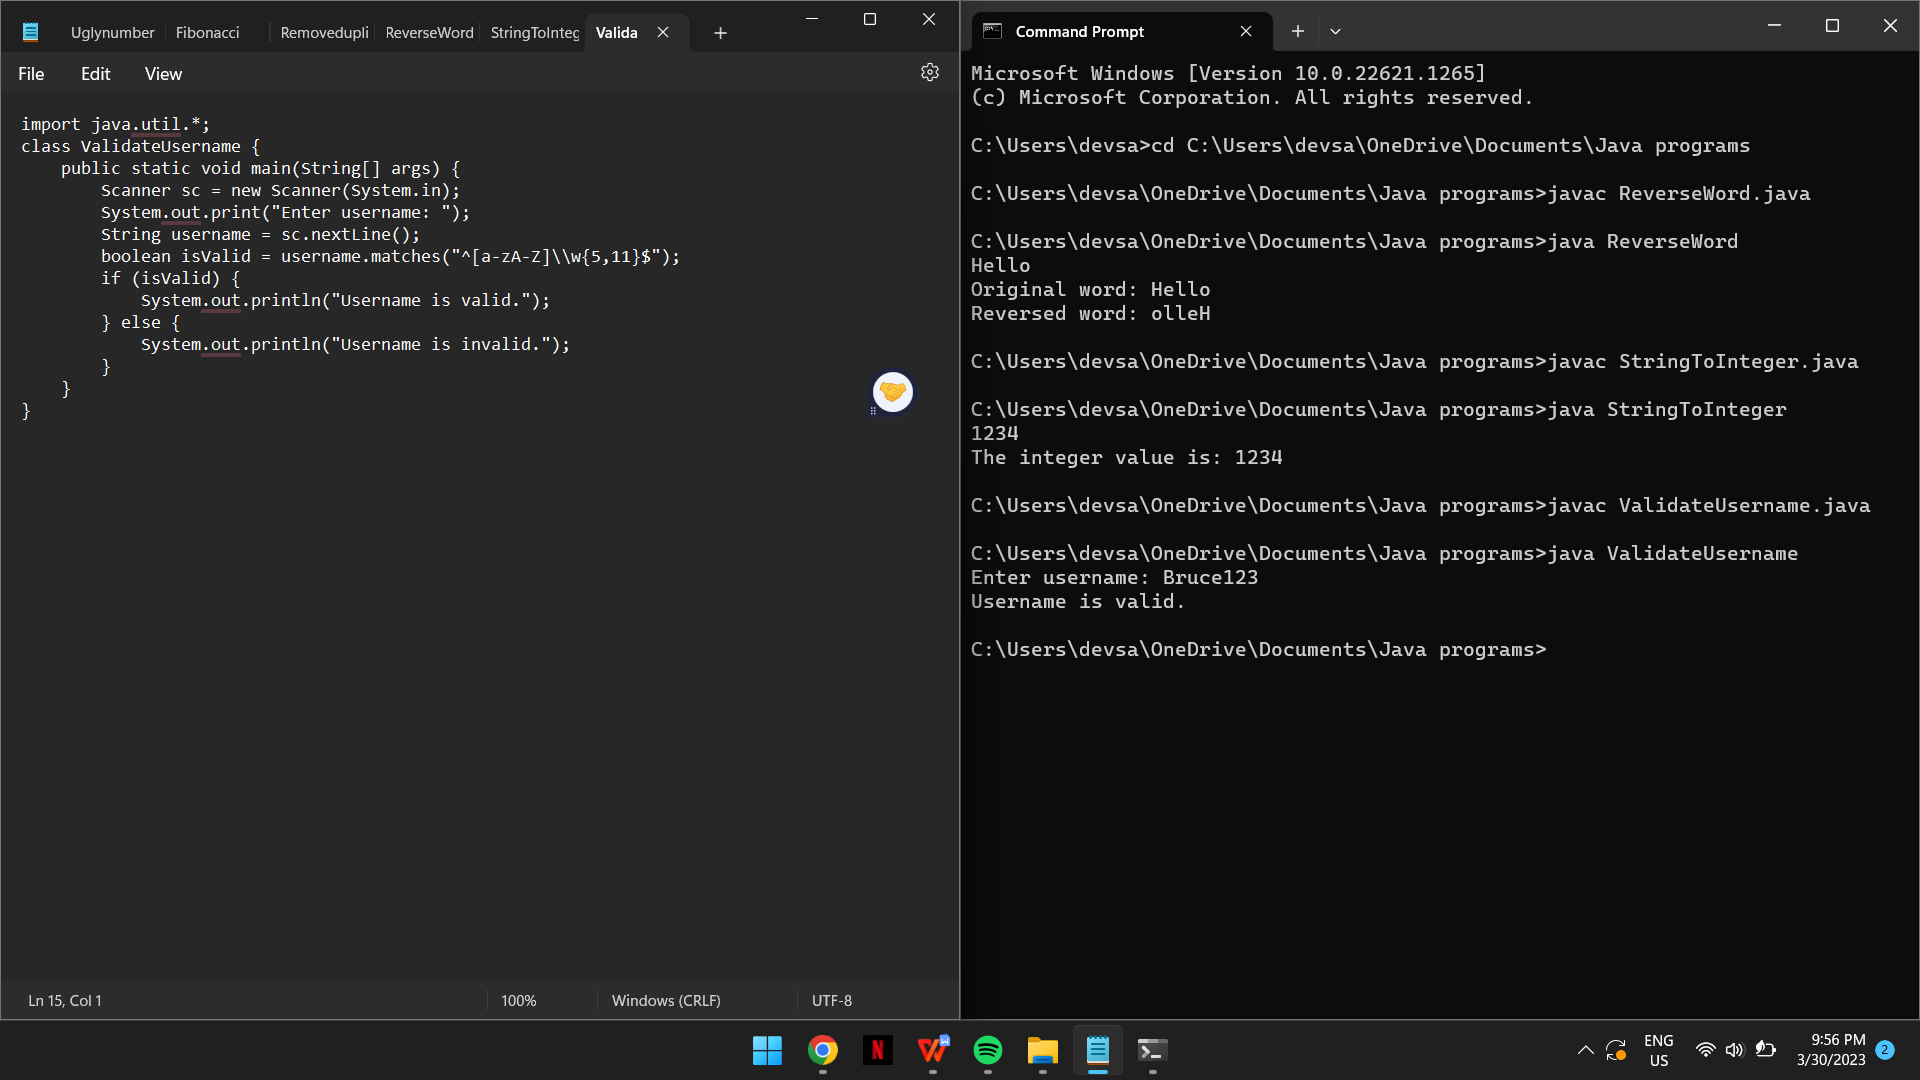 Uglynumber
Fibonacci
Removedupli
ReverseWord
StringToInteg
Valida
File
Edit
View
import java.util.*;
class ValidateUsername {
    public static void main(String[] args) {
        Scanner sc = new Scanner(System.in);
        System.out.print("Enter username: ");
        String username = sc.nextLine();
        boolean isValid = username.matches("^[a-zA-Z]\\w{5,11}$");
        if (isValid) {
            System.out.println("Username is valid.");
        } else {
            System.out.println("Username is invalid.");
        }
    }
}
Ln 15, Col 1
100%
Windows (CRLF)
UTF-8
Command Prompt
Microsoft Windows [Version 10.0.22621.1265]
(c) Microsoft Corporation. All rights reserved.
C:\Users\devsa>cd C:\Users\devsa\OneDrive\Documents\Java programs
C:\Users\devsa\OneDrive\Documents\Java programs>javac ReverseWord.java
C:\Users\devsa\OneDrive\Documents\Java programs>java ReverseWord
Hello
Original word: Hello
Reversed word: olleH
C:\Users\devsa\OneDrive\Documents\Java programs>javac StringToInteger.java
C:\Users\devsa\OneDrive\Documents\Java programs>java StringToInteger
1234
The integer value is: 1234
C:\Users\devsa\OneDrive\Documents\Java programs>javac ValidateUsername.java
C:\Users\devsa\OneDrive\Documents\Java programs>java ValidateUsername
Enter username: Bruce123
Username is valid.
C:\Users\devsa\OneDrive\Documents\Java programs>
N
W
ENG
US
9:56 PM
3/30/2023
2